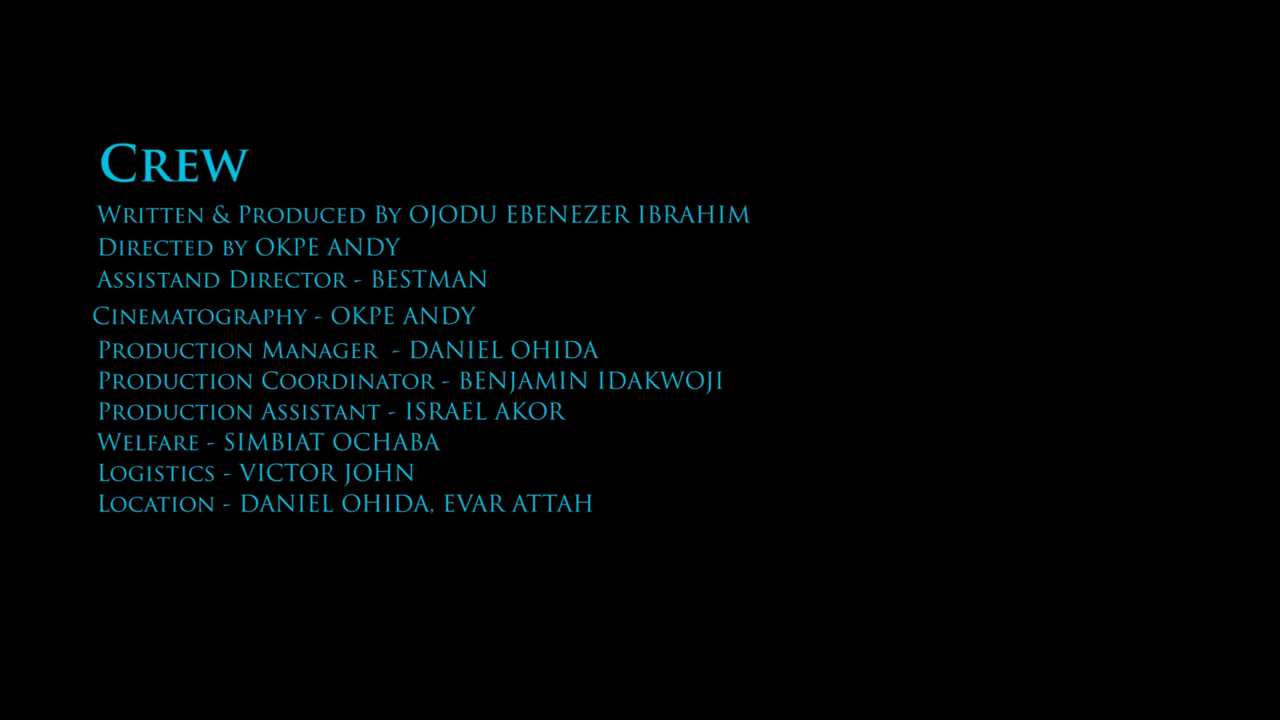 Crew
Written & Produced By OJODU EBENEZER IBRAHIM
Directed by OKPE ANDY
Assistand Director - BESTMAN
Cinematography - OKPE ANDY
Production Manager - DANIEL OHIDA
Production Coordinator - BENJAMIN IDAKWOJI
Production Assistant - ISRAEL AKOR
Welfare - SIMBIAT OCHABA
Logistics - VICTOR JOHN
Location - DANIEL OHIDA, EVAR ATTAH